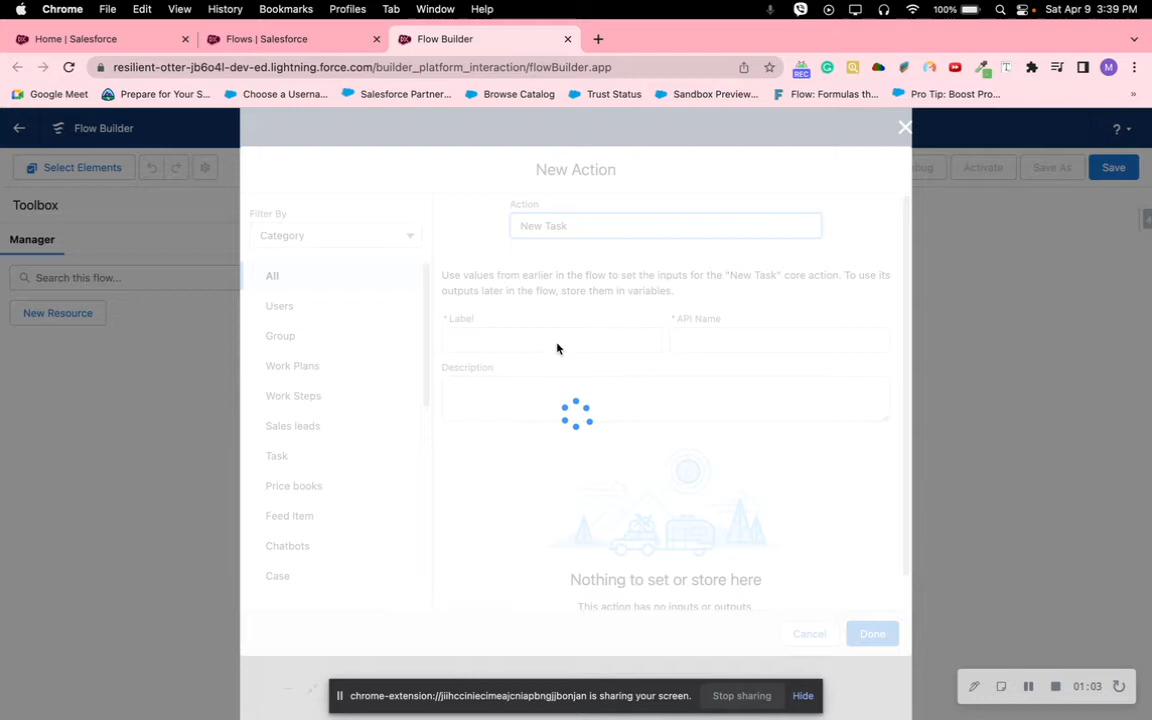 Chrome File Edit View History Bookmarks Profiles Tab Window Help 100% Sat Apr 9 3:39 PM
Home | Salesforce Flows | Salesforce Flow Builder
resilient-otter-jb6o4l-dev-ed.lightning.force.com/builder_platform_interaction/flowBuilder.app REC M
Google Meet Prepare for Your S... Choose a Userna... Salesforce Partner... Browse Catalog Trust Status Sandbox Preview... Flow: Formulas th... Pro Tip: Boost Pro... »
Flow Builder ?
Select Elements bug Activate Save As Save
New Action
Toolbox
Manager
Search this flow...
New Resource
Filter By
Category
All
Users
Group
Work Plans
Work Steps
Sales leads
Task
Price books
Feed Item
Chatbots
Case
Action
New Task
Use values from earlier in the flow to set the inputs for the "New Task" core action. To use its
outputs later in the flow, store them in variables.
* Label * API Name
Description
Nothing to set or store here
This action has no inputs or outputs
Cancel Done
chrome-extension://jiihcciniecimeajcniapbngjjbonjan is sharing your screen. Stop sharing Hide
01:03